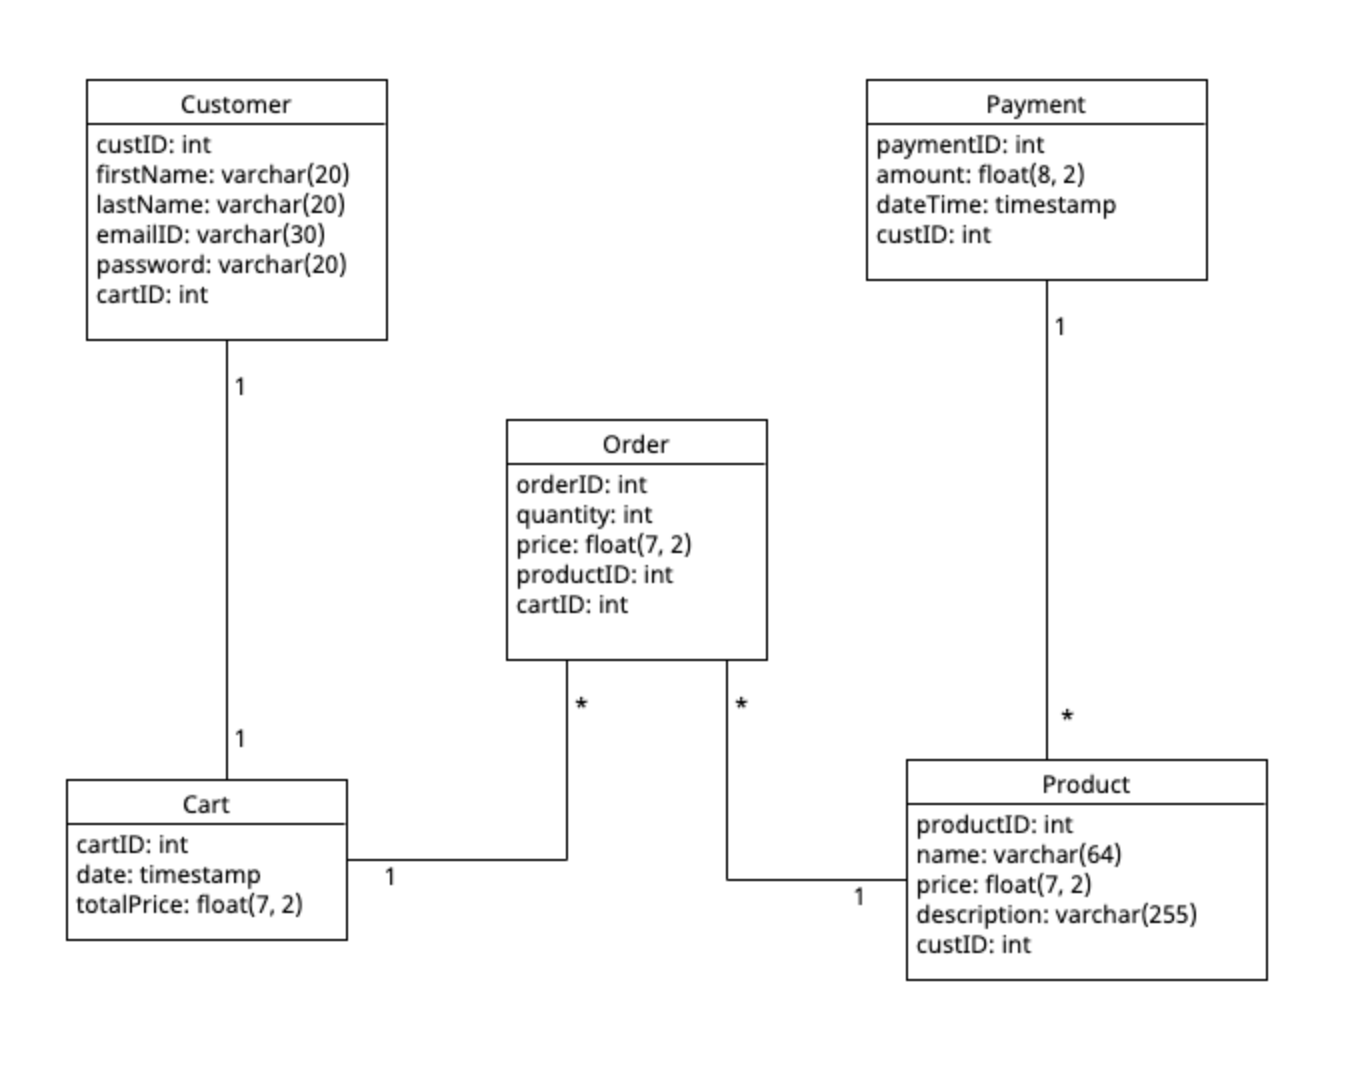 Customer
custID: int
firstName: varchar(20)
lastName: varchar(20)
emailID: varchar(30)
password: varchar(20)
cartID: int
1
1
Payment
paymentID: int
amount: float(8, 2)
dateTime: timestamp
custID: int
1
*
Order
orderID: int
quantity: int
price: float(7, 2)
productID: int
cartID: int
*
*
Cart
cartID: int
date: timestamp
totalPrice: float(7, 2)
1
1
Product
productID: int
name: varchar(64)
price: float(7, 2)
description: varchar(255)
custID: int